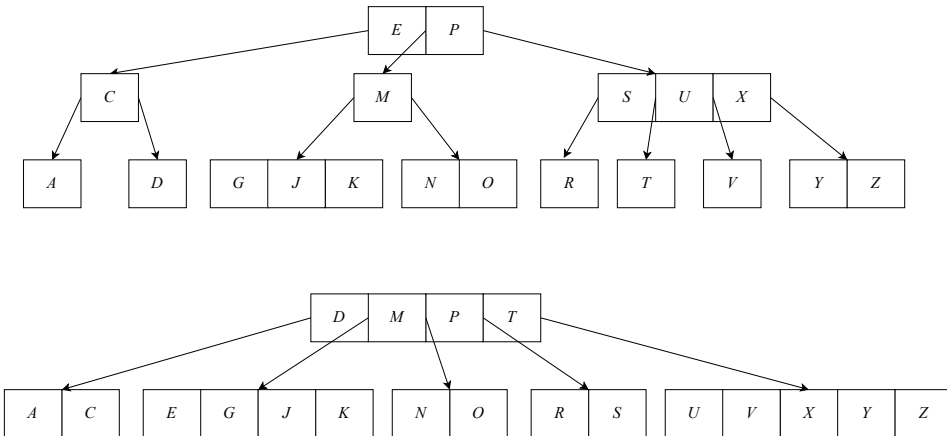 E P
C M S U X
A D G J K N O R T V Y Z
D M P T
A C E G J K N O R S U V X Y Z